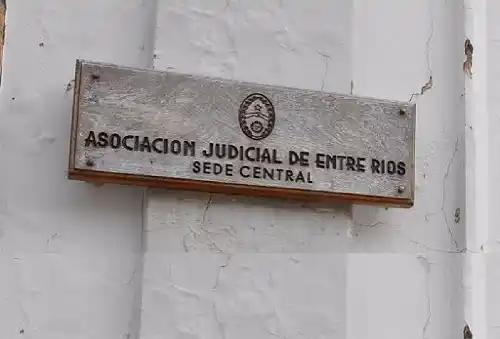 ASOCIACION JUDICIAL DE ENTRE RIOS
SEDE CENTRAL